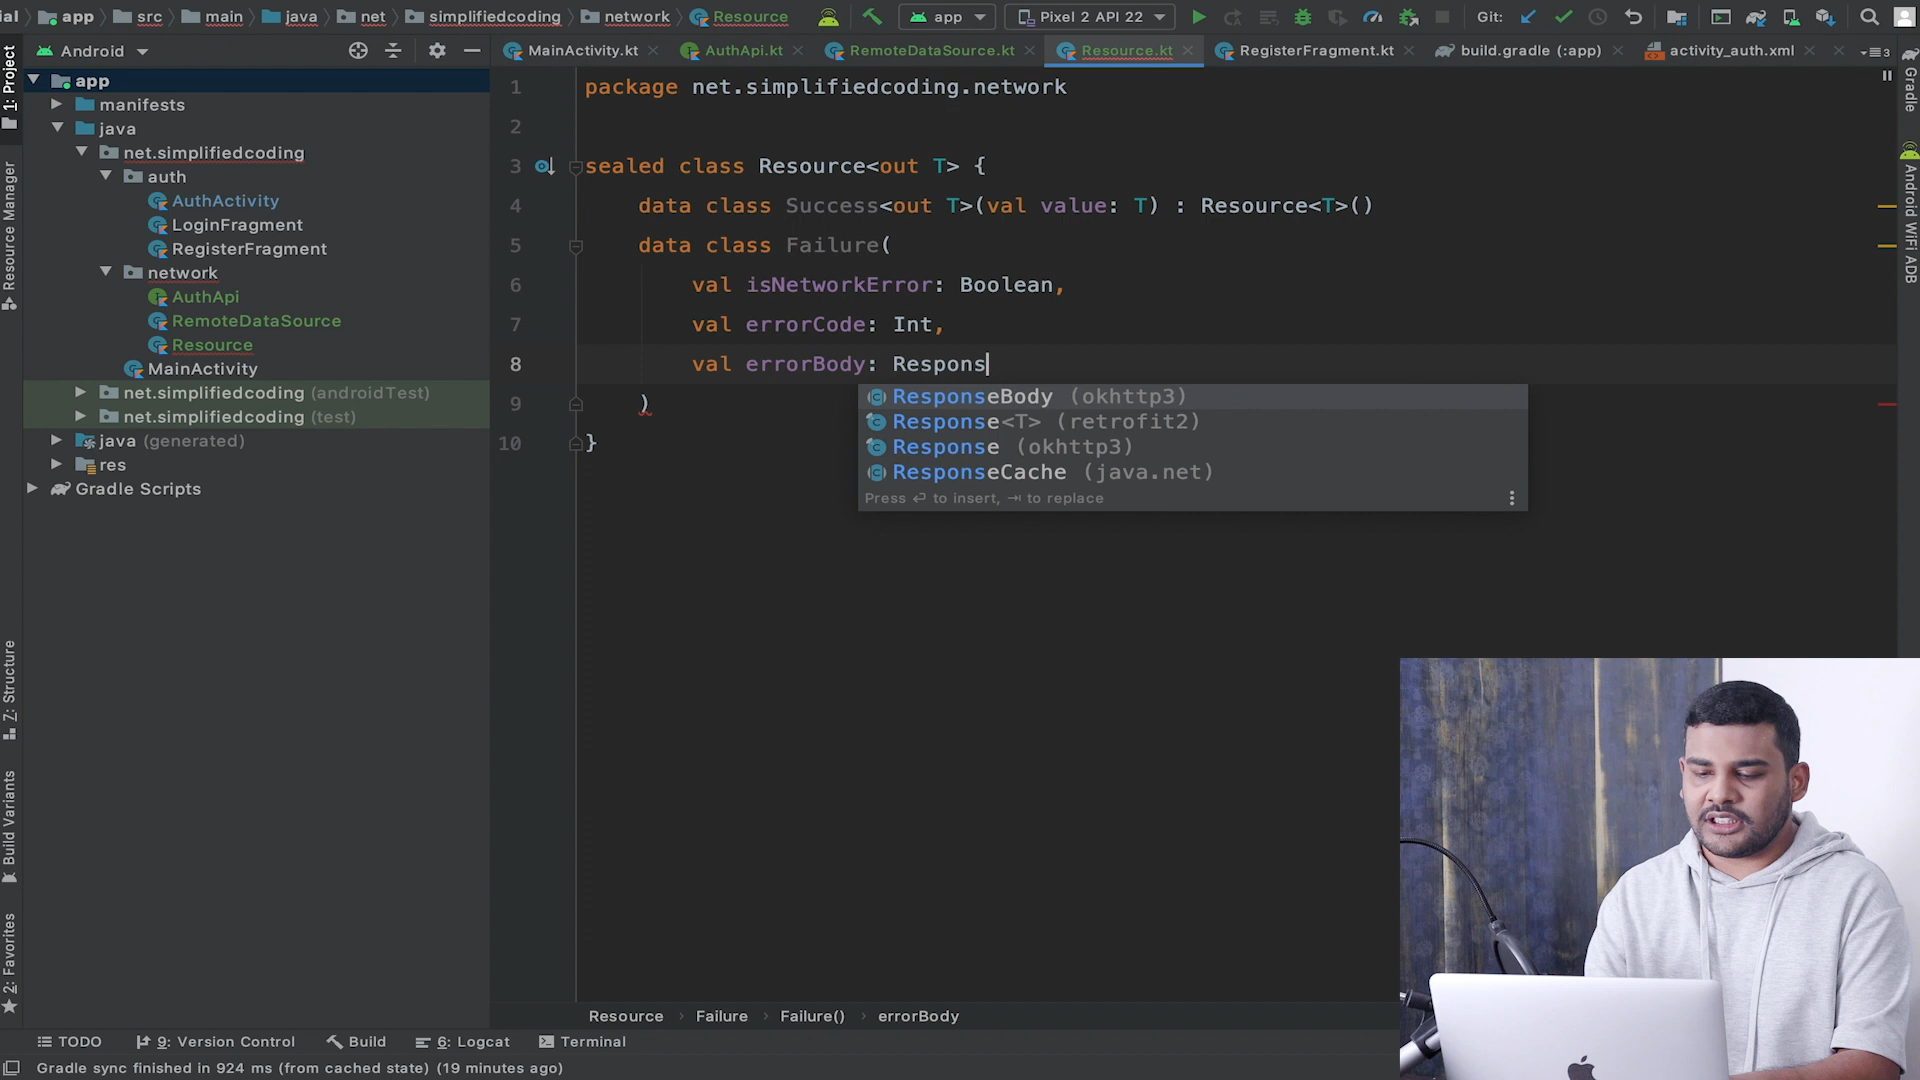 ial app src main java net simplifiedcoding network Resource app Pixel 2 API 22 Git:
Android MainActivity.kt AuthApi.kt RemoteDataSource.kt Resource.kt RegisterFragment.kt build.gradle (:app) activity_auth.xml 3
1: Project
Resource Manager
Z: Structure
Build Variants
2: Favorites
app
manifests
java
net.simplifiedcoding
auth
AuthActivity
LoginFragment
RegisterFragment
network
AuthApi
RemoteDataSource
Resource
MainActivity
net.simplifiedcoding (androidTest)
net.simplifiedcoding (test)
java (generated)
res
Gradle Scripts
1 package net.simplifiedcoding.network
2
3 sealed class Resource<out T> {
4 data class Success<out T>(val value: T) : Resource<T>()
5 data class Failure(
6 val isNetworkError: Boolean,
7 val errorCode: Int,
8 val errorBody: Respons
9 )
10 }
ResponseBody (okhttp3)
Response<T> (retrofit2)
Response (okhttp3)
ResponseCache (java.net)
Press ↩ to insert, ⇥ to replace
Gradle
Android WiFi ADB
Resource › Failure › Failure() › errorBody
TODO 9: Version Control Build 6: Logcat Terminal
Gradle sync finished in 924 ms (from cached state) (19 minutes ago)